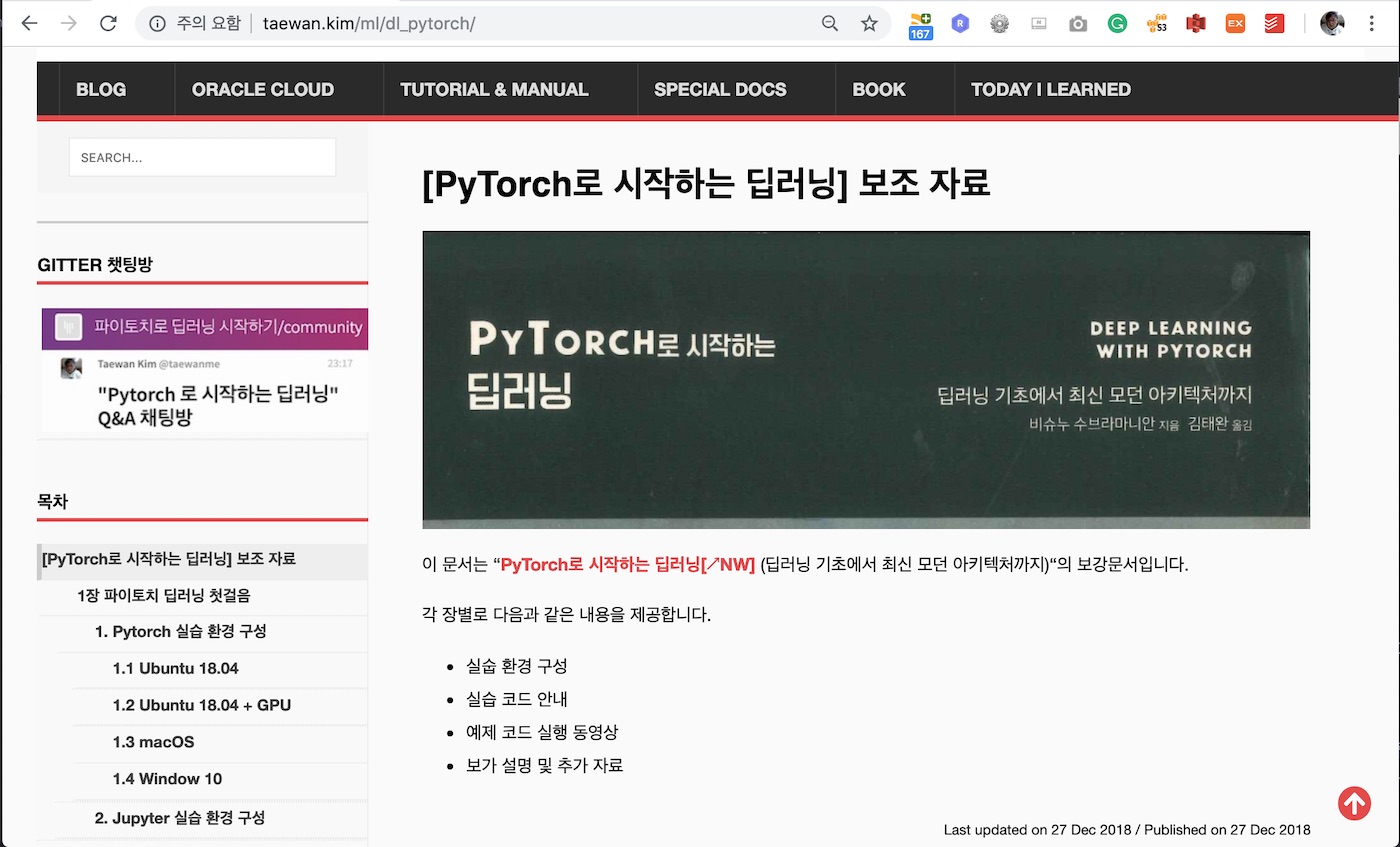 주의 요함 taewan.kim/ml/dl_pytorch/
167
R
N
S3
EX
BLOG ORACLE CLOUD TUTORIAL & MANUAL SPECIAL DOCS BOOK TODAY I LEARNED
SEARCH...
GITTER 챗팅방
파이토치로 딥러닝 시작하기/community
Taewan Kim @taewanme 23:17
"Pytorch 로 시작하는 딥러닝"
Q&A 채팅방
목차
[PyTorch로 시작하는 딥러닝] 보조 자료
1장 파이토치 딥러닝 첫걸음
1. Pytorch 실습 환경 구성
1.1 Ubuntu 18.04
1.2 Ubuntu 18.04 + GPU
1.3 macOS
1.4 Window 10
2. Jupyter 실습 환경 구성
[PyTorch로 시작하는 딥러닝] 보조 자료
PYTORCH로 시작하는
딥러닝
DEEP LEARNING
WITH PYTORCH
딥러닝 기초에서 최신 모던 아키텍처까지
비슈누 수브라마니안 지음 김태완 옮김
이 문서는 “PyTorch로 시작하는 딥러닝[↗NW] (딥러닝 기초에서 최신 모던 아키텍처까지)“의 보강문서입니다.
각 장별로 다음과 같은 내용을 제공합니다.
• 실습 환경 구성
• 실습 코드 안내
• 예제 코드 실행 동영상
• 보가 설명 및 추가 자료
Last updated on 27 Dec 2018 / Published on 27 Dec 2018